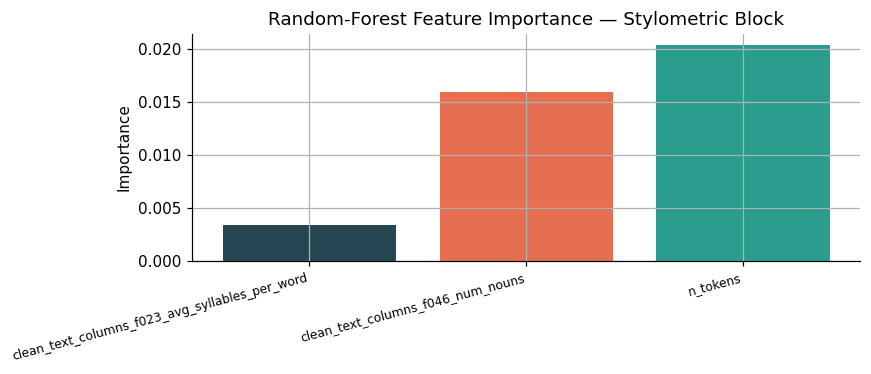 Random-Forest Feature Importance — Stylometric Block
Importance
0.020
0.015
0.010
0.005
0.000
clean_text_columns_f023_avg_syllables_per_word
clean_text_columns_f046_num_nouns
n_tokens